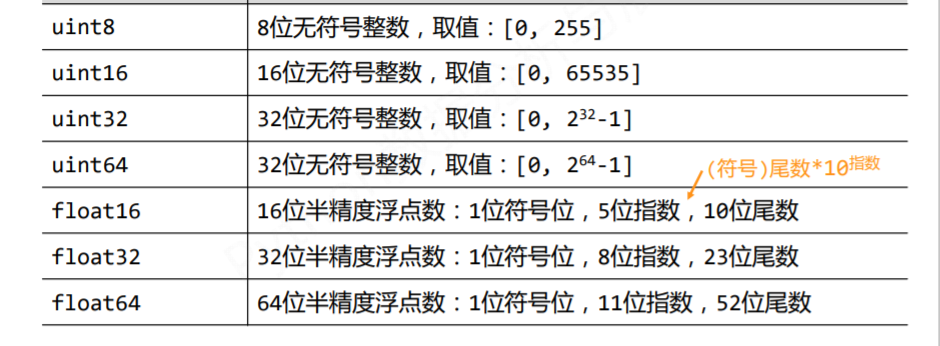 uint8 8位无符号整数，取值：[0, 255]
uint16 16位无符号整数，取值：[0, 65535]
uint32 32位无符号整数，取值：[0, 2³²-1]
uint64 32位无符号整数，取值：[0, 2⁶⁴-1]
(符号)尾数*10指数
float16 16位半精度浮点数：1位符号位，5位指数，10位尾数
float32 32位半精度浮点数：1位符号位，8位指数，23位尾数
float64 64位半精度浮点数：1位符号位，11位指数，52位尾数